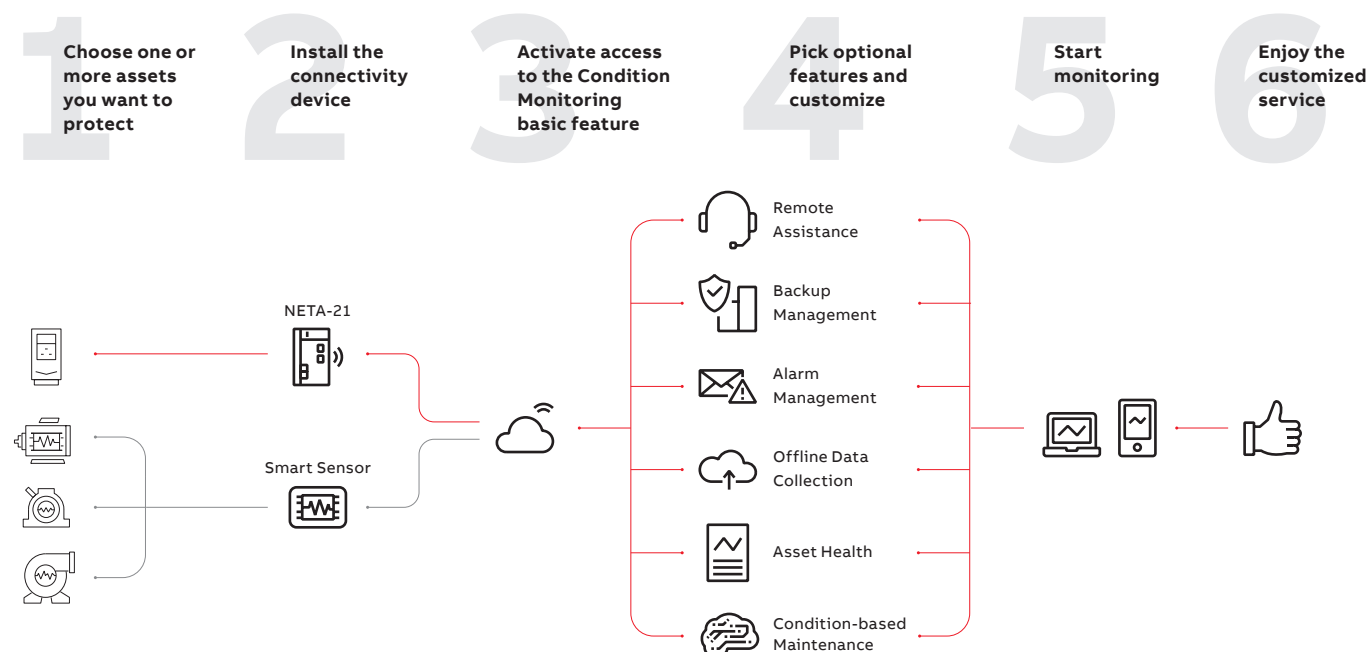 1
Choose one or
more assets
you want to
protect
2
Install the
connectivity
device
3
Activate access
to the Condition
Monitoring
basic feature
4
Pick optional
features and
customize
5
Start
monitoring
6
Enjoy the
customized
service
NETA-21
Smart Sensor
Remote
Assistance
Backup
Management
Alarm
Management
Offline Data
Collection
Asset Health
Condition-based
Maintenance